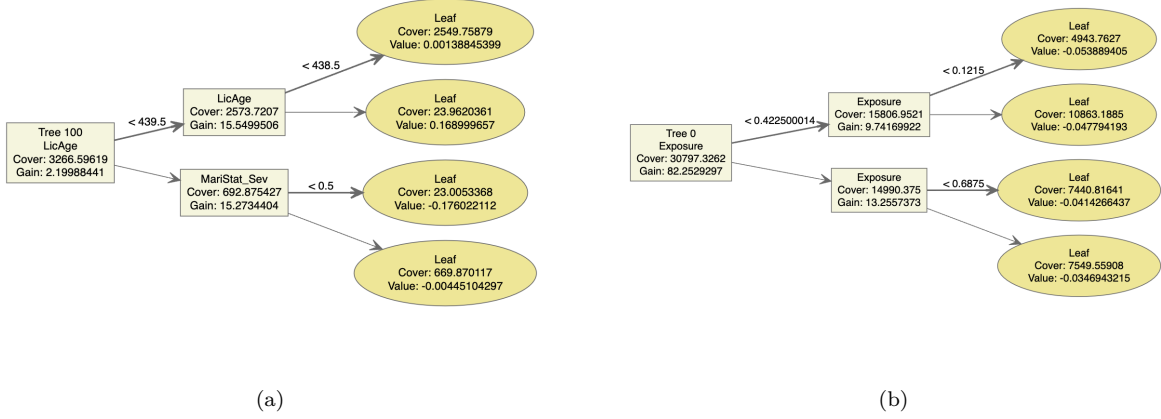 Tree 100
LicAge
Cover: 3266.59619
Gain: 2.19988441
< 439.5
LicAge
Cover: 2573.7207
Gain: 15.5499506
MariStat_Sev
Cover: 692.875427
Gain: 15.2734404
< 438.5
< 0.5
Leaf
Cover: 2549.75879
Value: 0.00138845399
Leaf
Cover: 23.9620361
Value: 0.168999657
Leaf
Cover: 23.0053368
Value: -0.176022112
Leaf
Cover: 669.870117
Value: -0.00445104297
(a)
Tree 0
Exposure
Cover: 30797.3262
Gain: 82.2529297
< 0.422500014
Exposure
Cover: 15806.9521
Gain: 9.74169922
Exposure
Cover: 14990.375
Gain: 13.2557373
< 0.1215
< 0.6875
Leaf
Cover: 4943.7627
Value: -0.053889405
Leaf
Cover: 10863.1885
Value: -0.047794193
Leaf
Cover: 7440.81641
Value: -0.0414266437
Leaf
Cover: 7549.55908
Value: -0.0346943215
(b)